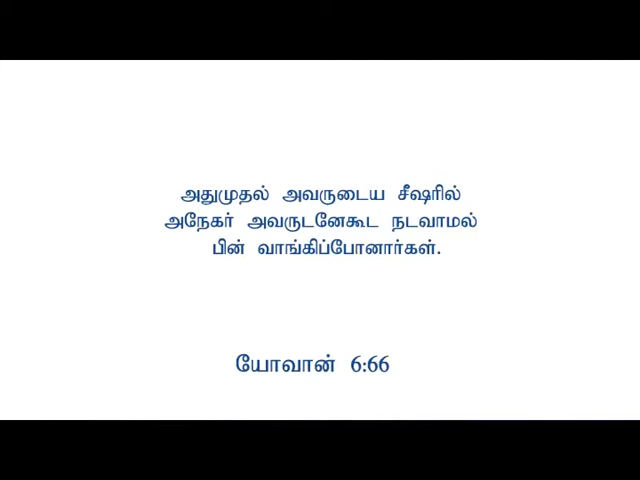 அதுமுதல் அவருடைய சீஷரில்
அநேகர் அவருடனேகூட நடவாமல்
பின் வாங்கிப்போனார்கள்.
யோவான் 6:66